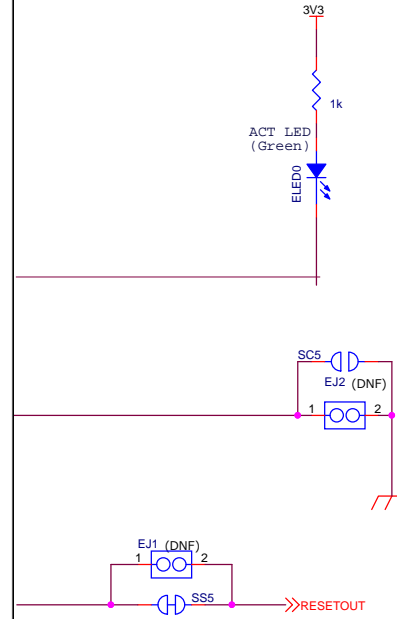 3V3
1k
ACT LED
(Green)
ELED0
SC5
EJ2 (DNF)
1 2
EJ1 (DNF)
1 2
SS5
RESETOUT